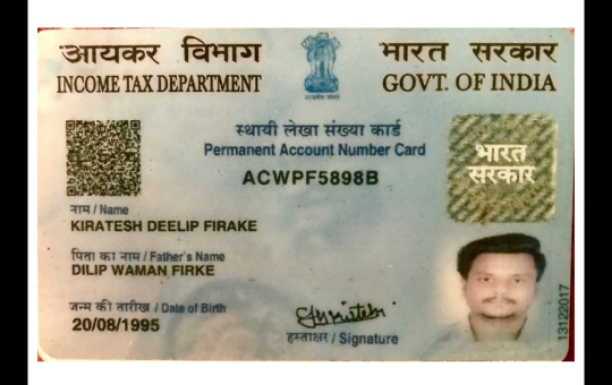 आयकर विभाग
INCOME TAX DEPARTMENT
भारत सरकार
GOVT. OF INDIA
स्थायी लेखा संख्या कार्ड
Permanent Account Number Card
ACWPF5898B
भारत
सरकार
नाम / Name
KIRATESH DEELIP FIRAKE
पिता का नाम / Father's Name
DILIP WAMAN FIRKE
जन्म की तारीख / Date of Birth
20/08/1995
हस्ताक्षर / Signature
13122017